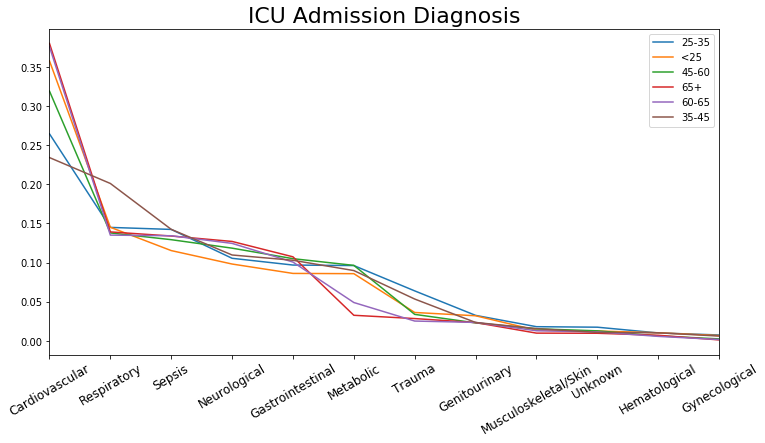 ICU Admission Diagnosis
25-35
<25
45-60
65+
60-65
35-45
0.35
0.30
0.25
0.20
0.15
0.10
0.05
0.00
Cardiovascular
Respiratory
Sepsis
Neurological
Gastrointestinal
Metabolic
Trauma
Genitourinary
Musculoskeletal/Skin
Unknown
Hematological
Gynecological